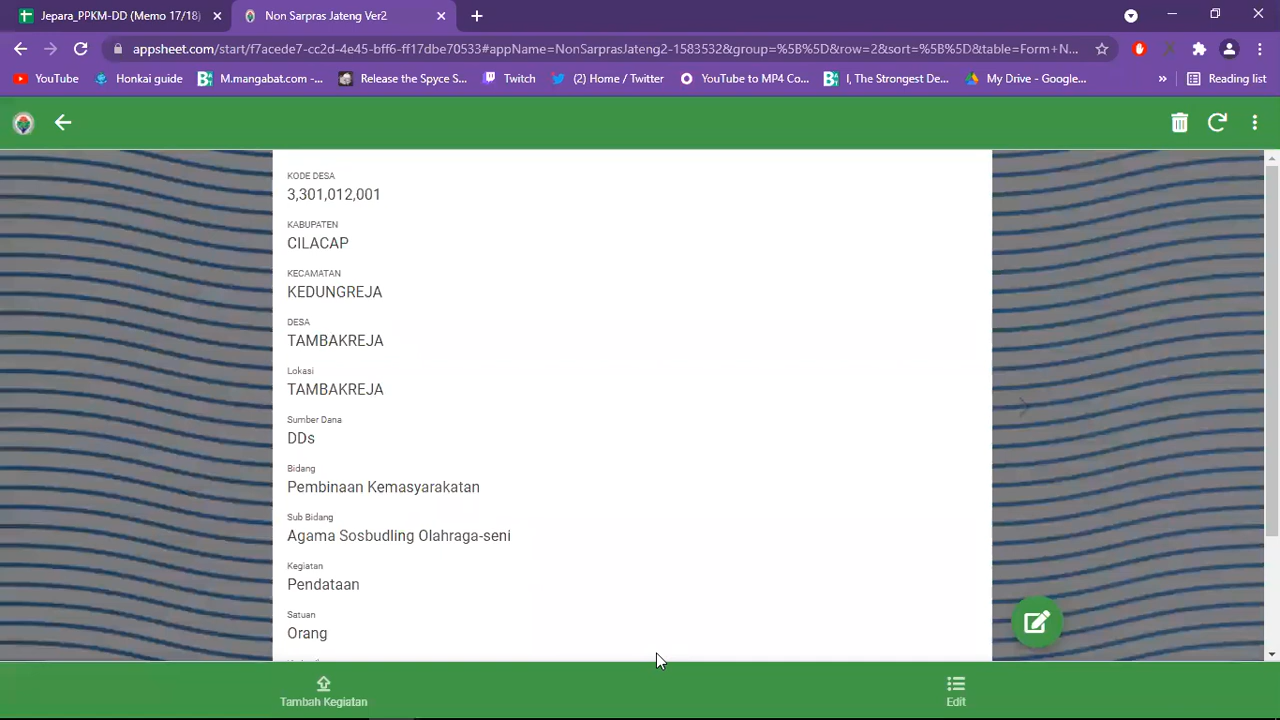 Jepara_PPKM-DD (Memo 17/18)
Non Sarpras Jateng Ver2
appsheet.com/start/f7acede7-cc2d-4e45-bff6-ff17dbe70533#appName=NonSarprasJateng2-1583532&group=%5B%5D&row=2&sort=%5B%5D&table=Form+N...
YouTube
Honkai guide
M.mangabat.com -...
Release the Spyce S...
Twitch
(2) Home / Twitter
YouTube to MP4 Co...
I, The Strongest De...
My Drive - Google...
»
Reading list
KODE DESA
3,301,012,001
KABUPATEN
CILACAP
KECAMATAN
KEDUNGREJA
DESA
TAMBAKREJA
Lokasi
TAMBAKREJA
Sumber Dana
DDs
Bidang
Pembinaan Kemasyarakatan
Sub Bidang
Agama Sosbudling Olahraga-seni
Kegiatan
Pendataan
Satuan
Orang
Tambah Kegiatan
Edit